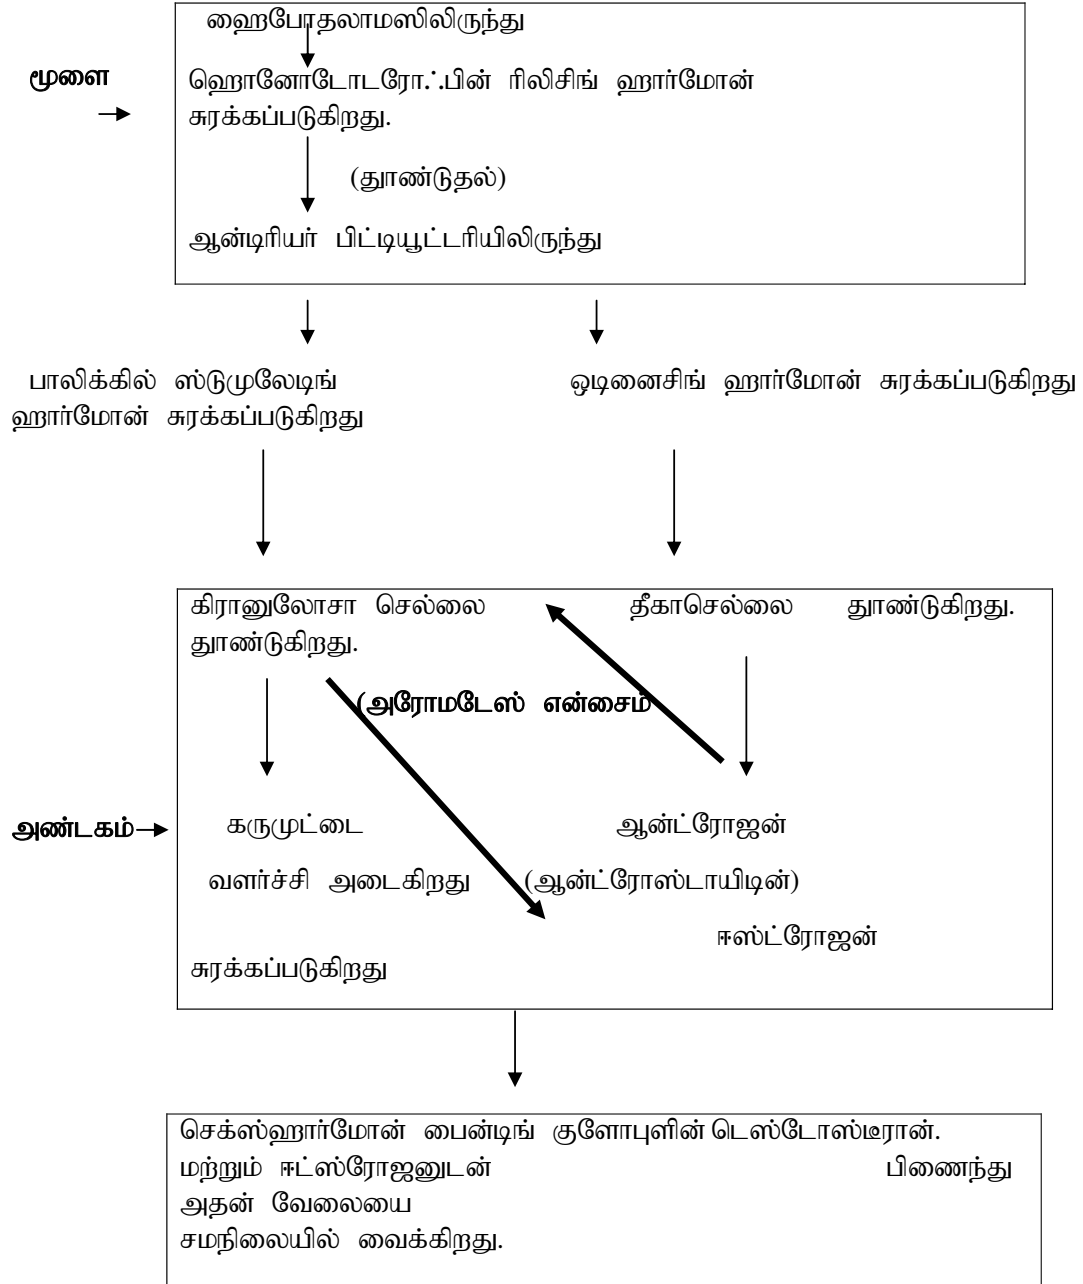 ஹைபோதலாமஸிலிருந்து
மூளை
ஹொனோடோடரோஃபின் ரிலிசிங் ஹார்மோன்
சுரக்கப்படுகிறது.
(துாண்டுதல்)
ஆன்டிரியர் பிட்டியூட்டரியிலிருந்து
பாலிக்கில் ஸ்டுமுலேடிங்
ஹார்மோன் சுரக்கப்படுகிறது
ஒடினைசிங் ஹார்மோன் சுரக்கப்படுகிறது
கிரானுலோசா செல்லை
துாண்டுகிறது.
தீகாசெல்லை துாண்டுகிறது.
(அரோமடேஸ் என்சைம்
அண்டகம்
கருமுட்டை
ஆன்ட்ரோஜன்
வளர்ச்சி அடைகிறது
(ஆன்ட்ரோஸ்டாயிடின்)
ஈஸ்ட்ரோஜன்
சுரக்கப்படுகிறது
செக்ஸ்ஹார்மோன் பைன்டிங் குளோபுளின் டெஸ்டோஸ்டீரான்.
மற்றும் ஈட்ஸ்ரோஜனுடன் பிணைந்து
அதன் வேலையை
சமநிலையில் வைக்கிறது.